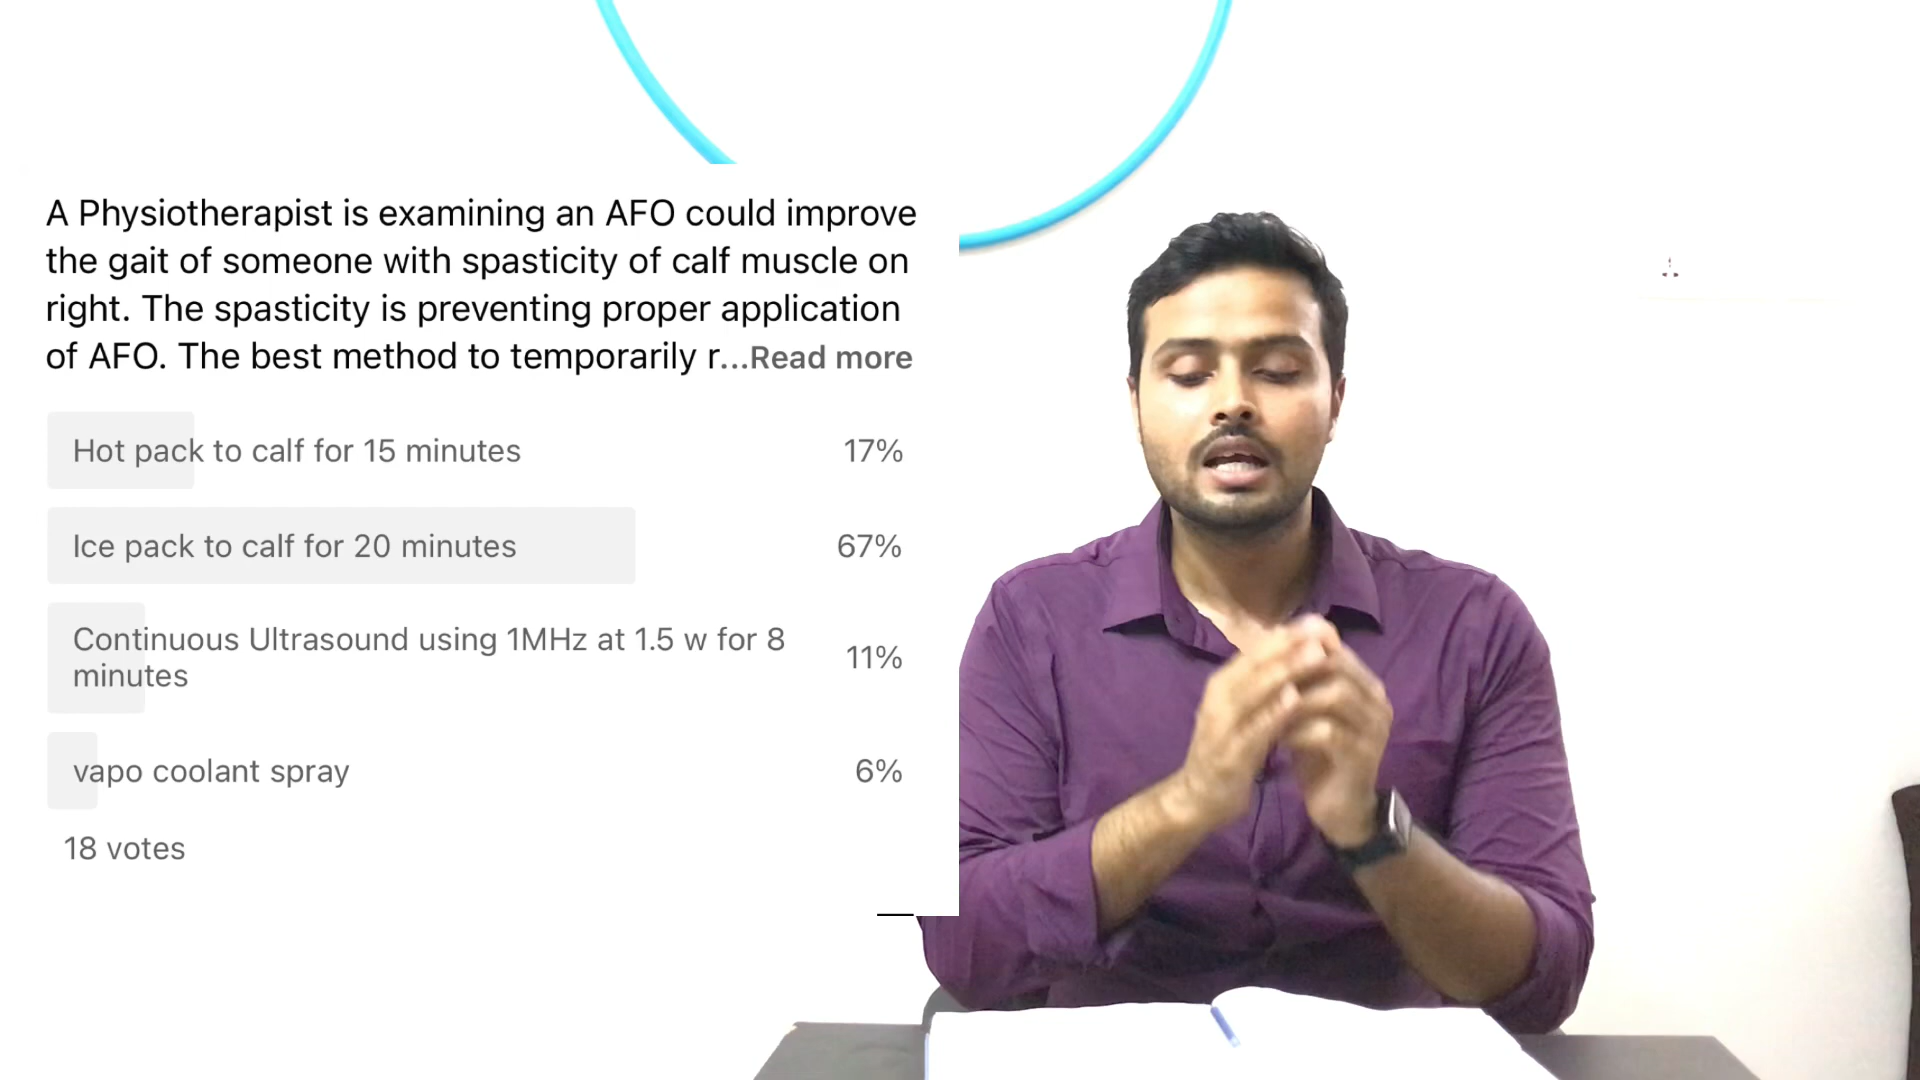 A Physiotherapist is examining an AFO could improve
the gait of someone with spasticity of calf muscle on
right. The spasticity is preventing proper application
of AFO. The best method to temporarily r...Read more
Hot pack to calf for 15 minutes 17%
Ice pack to calf for 20 minutes 67%
Continuous Ultrasound using 1MHz at 1.5 w for 8
minutes 11%
vapo coolant spray 6%
18 votes